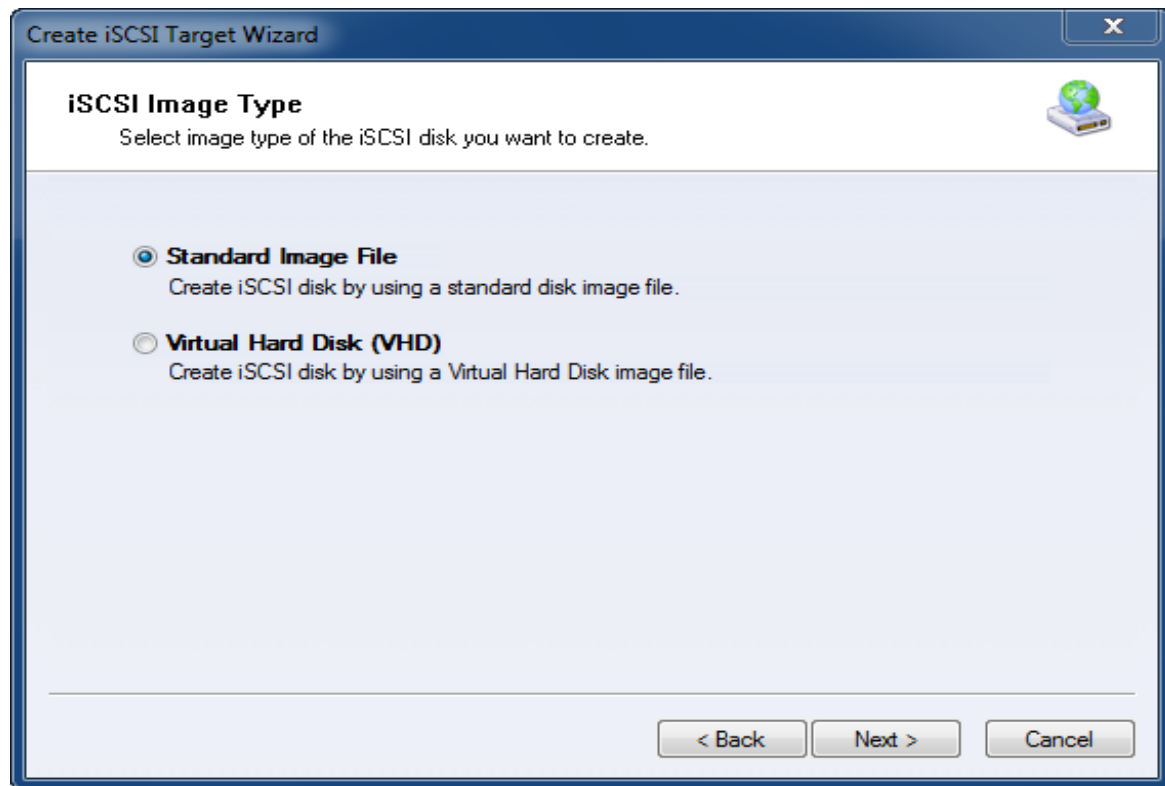 Create iSCSI Target Wizard
iSCSI Image Type
Select image type of the iSCSI disk you want to create.
Standard Image File
Create iSCSI disk by using a standard disk image file.
Virtual Hard Disk (VHD)
Create iSCSI disk by using a Virtual Hard Disk image file.
< Back Next > Cancel